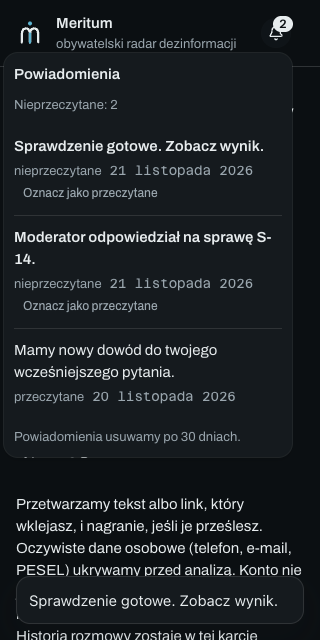 Meritum
obywatelski radar dezinformacji
2
Powiadomienia
Nieprzeczytane: 2
Sprawdzenie gotowe. Zobacz wynik.
nieprzeczytane 21 listopada 2026
Oznacz jako przeczytane
Moderator odpowiedział na sprawę S-
14.
nieprzeczytane 21 listopada 2026
Oznacz jako przeczytane
Mamy nowy dowód do twojego
wcześniejszego pytania.
przeczytane 20 listopada 2026
Powiadomienia usuwamy po 30 dniach.
Przetwarzamy tekst albo link, który
wklejasz, i nagranie, jeśli je prześlesz.
Oczywiste dane osobowe (telefon, e-mail,
PESEL) ukrywamy przed analizą. Konto nie
Sprawdzenie gotowe. Zobacz wynik.
Historia rozmowy zostaje w tej karcie